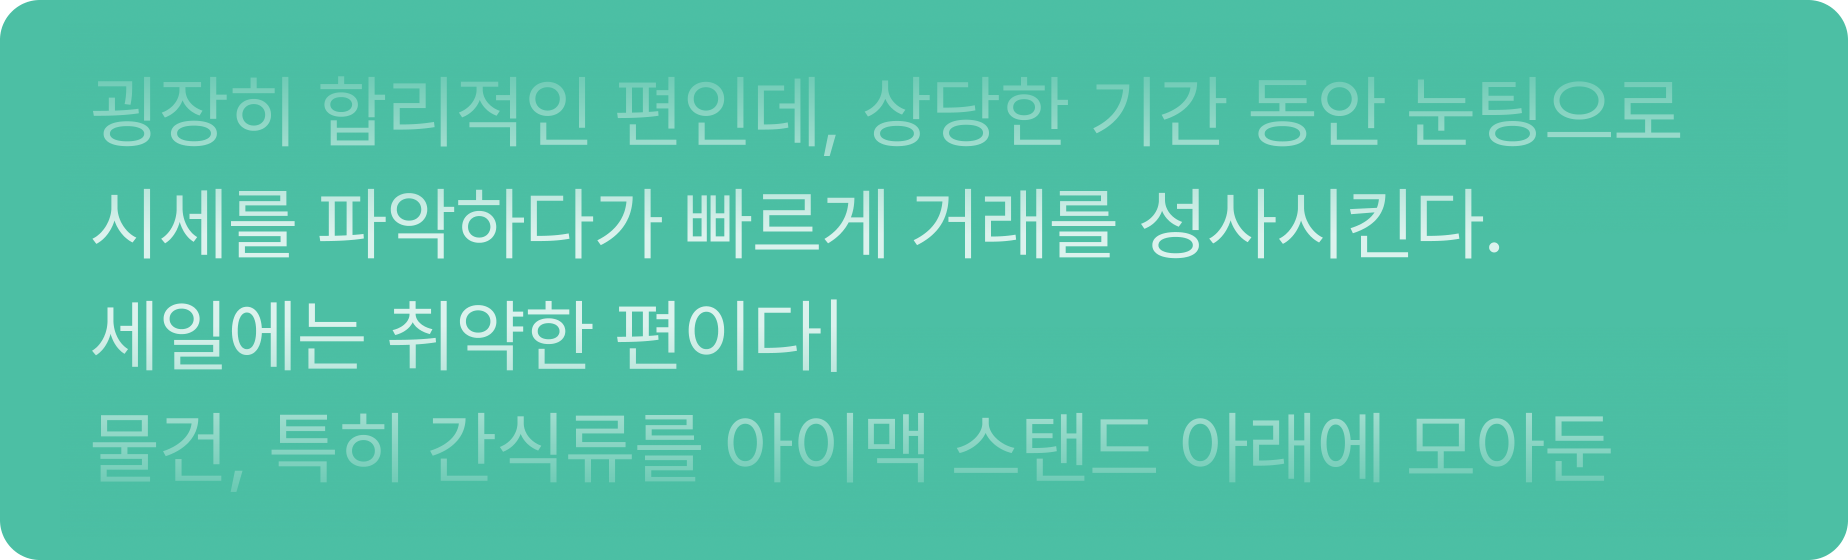 굉장히 합리적인 편인데, 상당한 기간 동안 눈팅으로
시세를 파악하다가 빠르게 거래를 성사시킨다.
세일에는 취약한 편이다|
물건, 특히 간식류를 아이맥 스탠드 아래에 모아둔